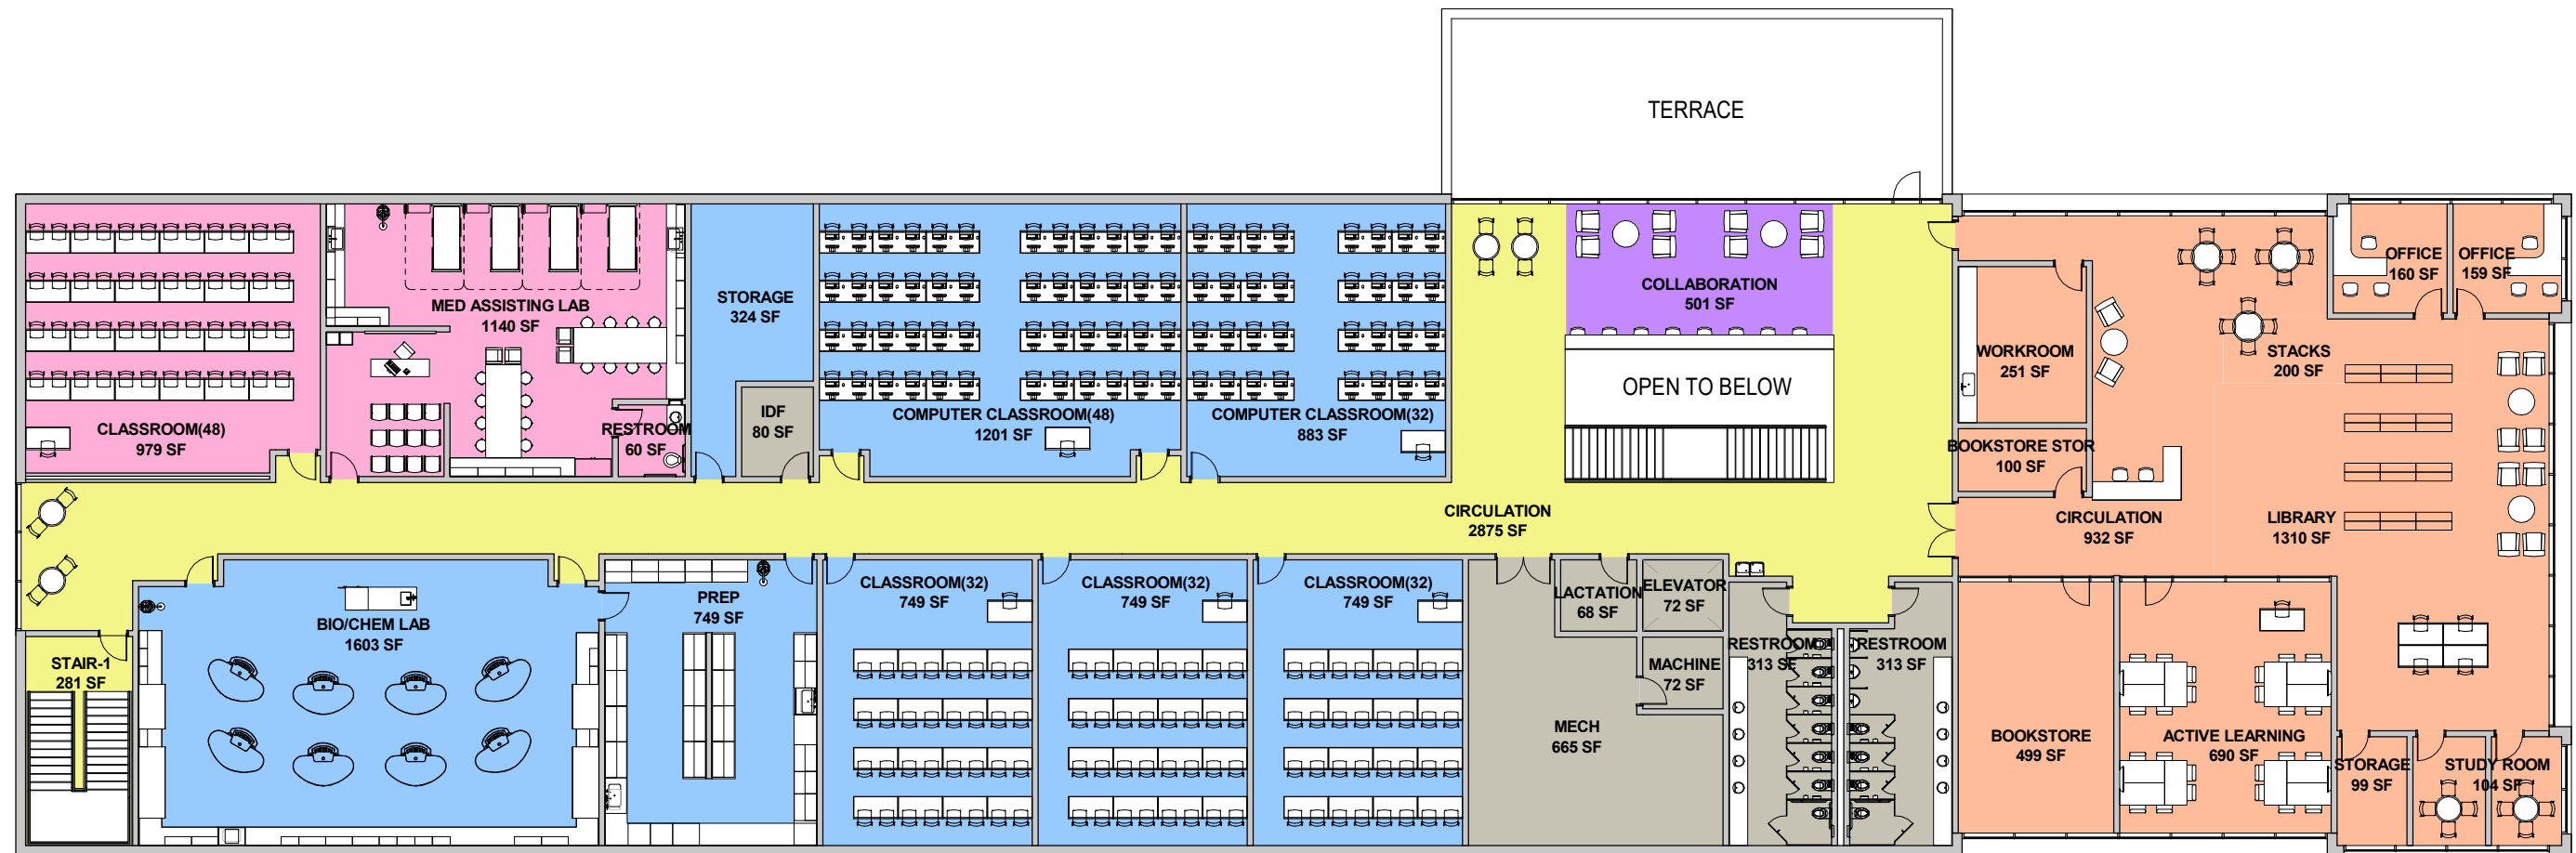 TERRACE
OFFICE
160 SF
OFFICE
159 SF
COLLABORATION
501 SF
STORAGE
324 SF
MED ASSISTING LAB
1140 SF
WORKROOM
251 SF
STACKS
200 SF
OPEN TO BELOW
CLASSROOM(48)
979 SF
RESTROOM
60 SF
IDF
80 SF
COMPUTER CLASSROOM(48)
1201 SF
COMPUTER CLASSROOM(32)
883 SF
BOOKSTORE STOR
100 SF
CIRCULATION
2875 SF
CIRCULATION
932 SF
LIBRARY
1310 SF
STAIR-1
281 SF
BIO/CHEM LAB
1603 SF
PREP
749 SF
CLASSROOM(32)
749 SF
CLASSROOM(32)
749 SF
CLASSROOM(32)
749 SF
LACTATION
68 SF
ELEVATOR
72 SF
MACHINE
72 SF
RESTROOM
313 SF
RESTROOM
313 SF
MECH
665 SF
BOOKSTORE
499 SF
ACTIVE LEARNING
690 SF
STORAGE
99 SF
STUDY ROOM
104 SF